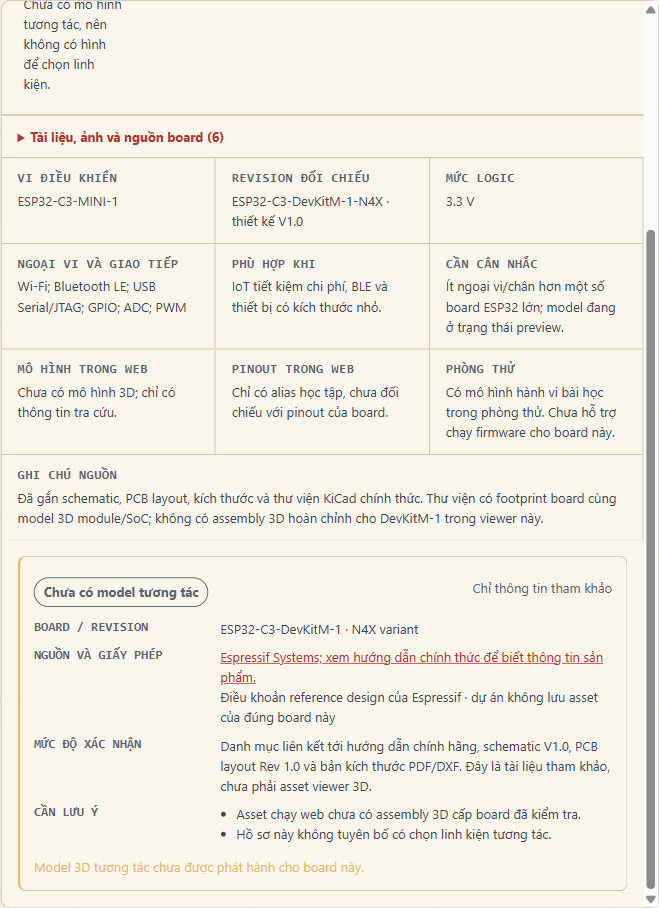 Chưa có mô hình
tương tác, nên
không có hình
để chọn linh
kiện.
▶ Tài liệu, ảnh và nguồn board (6)
VI ĐIỀU KHIỂN
ESP32-C3-MINI-1
REVISION ĐỐI CHIẾU
ESP32-C3-DevKitM-1-N4X ·
thiết kế V1.0
MỨC LOGIC
3.3 V
NGOẠI VI VÀ GIAO TIẾP
Wi-Fi; Bluetooth LE; USB
Serial/JTAG; GPIO; ADC; PWM
PHÙ HỢP KHI
IoT tiết kiệm chi phí, BLE và
thiết bị có kích thước nhỏ.
CẦN CÂN NHẮC
Ít ngoại vi/chân hơn một số
board ESP32 lớn; model đang
ở trạng thái preview.
MÔ HÌNH TRONG WEB
Chưa có mô hình 3D; chỉ có
thông tin tra cứu.
PINOUT TRONG WEB
Chỉ có alias học tập, chưa đối
chiếu với pinout của board.
PHÒNG THỬ
Có mô hình hành vi bài học
trong phòng thử. Chưa hỗ trợ
chạy firmware cho board này.
GHI CHÚ NGUỒN
Đã gắn schematic, PCB layout, kích thước và thư viện KiCad chính thức. Thư viện có footprint board cùng
model 3D module/SoC; không có assembly 3D hoàn chỉnh cho DevKitM-1 trong viewer này.
Chưa có model tương tác
Chỉ thông tin tham khảo
BOARD / REVISION
ESP32-C3-DevKitM-1 · N4X variant
NGUỒN VÀ GIẤY PHÉP
Espressif Systems; xem hướng dẫn chính thức để biết thông tin sản
phẩm.
Điều khoản reference design của Espressif · dự án không lưu asset
của đúng board này
MỨC ĐỘ XÁC NHẬN
Danh mục liên kết tới hướng dẫn chính hãng, schematic V1.0, PCB
layout Rev 1.0 và bản kích thước PDF/DXF. Đây là tài liệu tham khảo,
chưa phải asset viewer 3D.
CẦN LƯU Ý
• Asset chạy web chưa có assembly 3D cấp board đã kiểm tra.
• Hồ sơ này không tuyên bố có chọn linh kiện tương tác.
Model 3D tương tác chưa được phát hành cho board này.